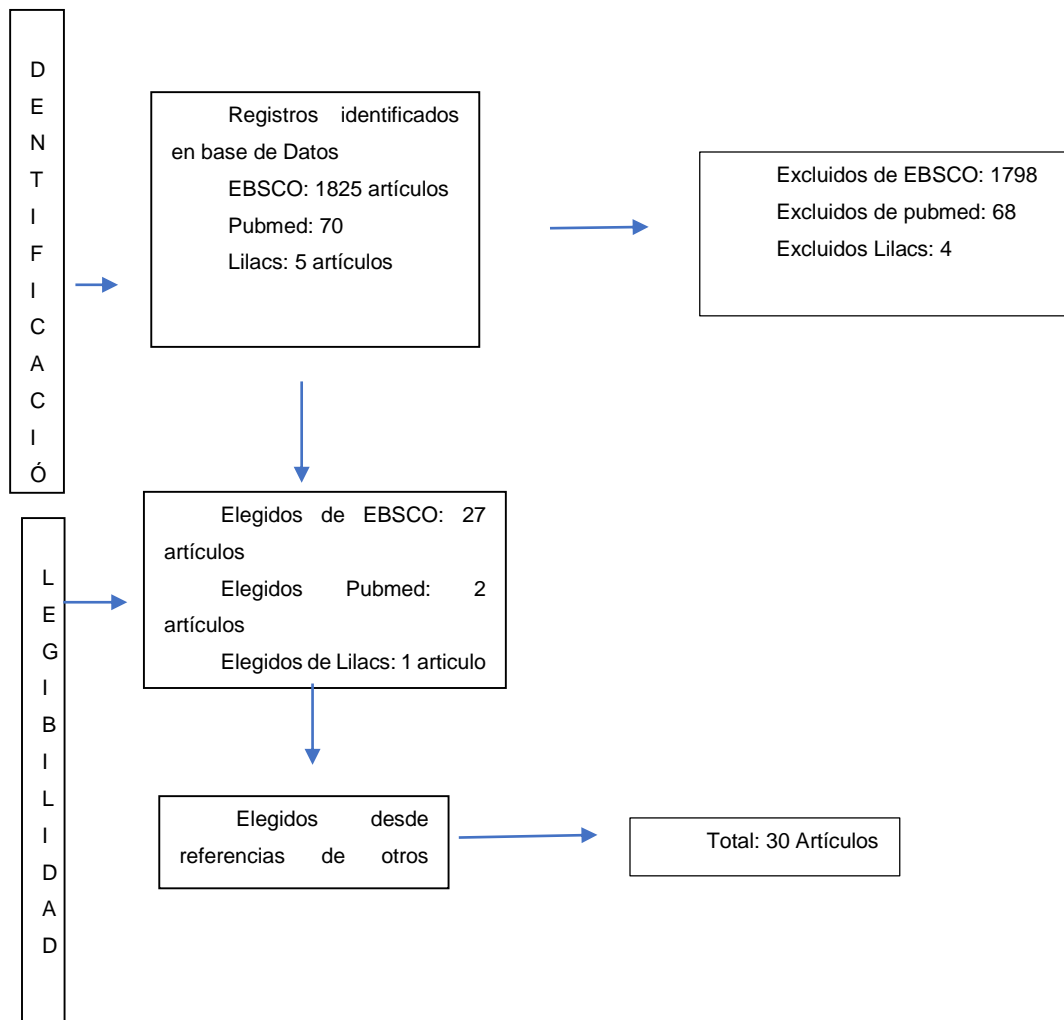 D
E
N
T
I
F
I
C
A
C
I
Ó
Registros identificados
en base de Datos
EBSCO: 1825 artículos
Pubmed: 70
Lilacs: 5 artículos
Excluidos de EBSCO: 1798
Excluidos de pubmed: 68
Excluidos Lilacs: 4
L
E
G
I
B
I
L
I
D
A
D
Elegidos de EBSCO: 27
artículos
Elegidos Pubmed: 2
artículos
Elegidos de Lilacs: 1 articulo
Elegidos desde
referencias de otros
Total: 30 Artículos